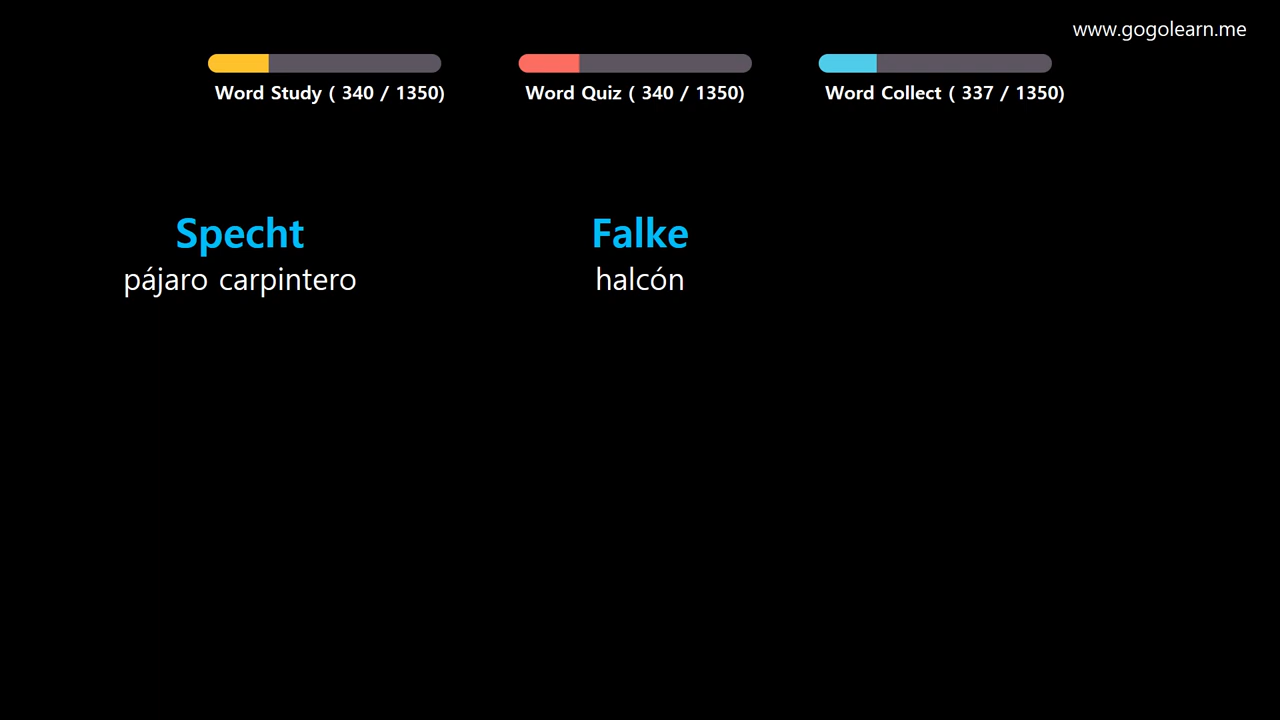 www.gogolearn.me
Word Study ( 340 / 1350)
Word Quiz ( 340 / 1350)
Word Collect ( 337 / 1350)
Specht
pájaro carpintero
Falke
halcón